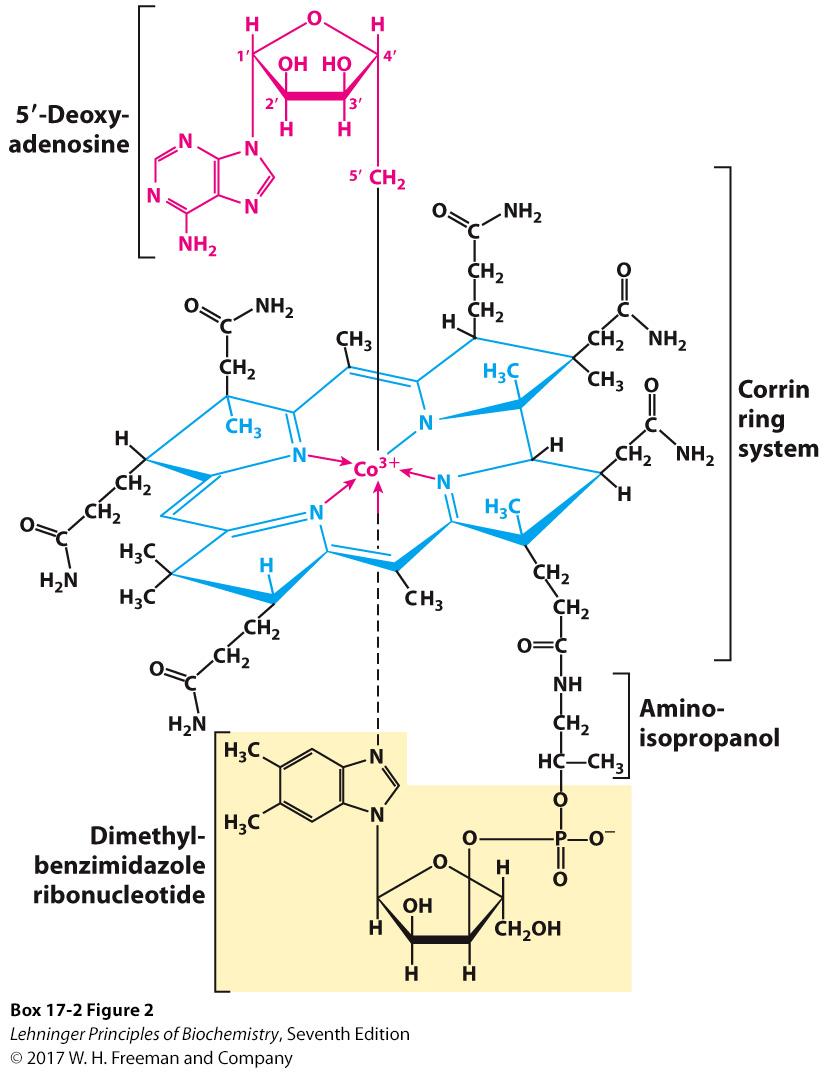 H
O
H
1′
4′
OH
HO
2′
3′
H
H
5′-Deoxy-
adenosine
N
N
N
N
NH₂
5′ CH₂
O
C
NH₂
CH₂
CH₂
H
O
C
NH₂
CH₂
CH₃
O
C
NH₂
CH₂
CH₃
CH₃
H₃C
N
N
Co³⁺
N
N
H
O
C
NH₂
CH₂
H
H₃C
Corrin
ring
system
H
CH₂
CH₂
O
C
H₂N
H₃C
H₃C
H
CH₃
CH₂
CH₂
O
C
H₂N
CH₂
CH₂
O=C
NH
CH₂
HC—CH₃
Amino-
isopropanol
O
O
P—O⁻
O
H₃C
H₃C
N
N
Dimethyl-
benzimidazole
ribonucleotide
O
H
OH
H
CH₂OH
H
H
Box 17-2 Figure 2
Lehninger Principles of Biochemistry, Seventh Edition
© 2017 W. H. Freeman and Company